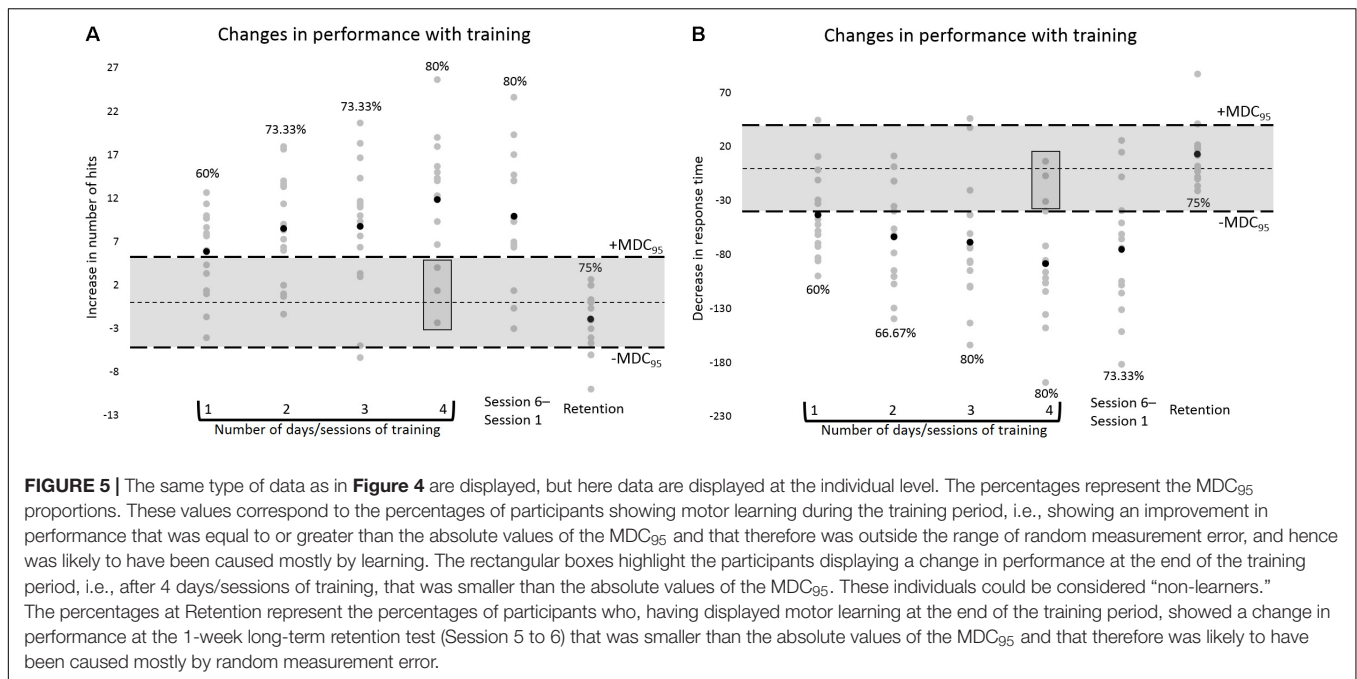 A
Changes in performance with training
27
22
17
12
7
2
-3
-8
-13
Increase in number of hits
60%
73.33%
73.33%
80%
80%
75%
+MDC95
-MDC95
1 2 3 4
Number of days/sessions of training
Session 6–
Session 1
Retention
B
Changes in performance with training
70
20
-30
-80
-130
-180
-230
Decrease in response time
60%
66.67%
80%
80%
73.33%
75%
+MDC95
-MDC95
1 2 3 4
Number of days/sessions of training
Session 6–
Session 1
Retention
FIGURE 5 | The same type of data as in Figure 4 are displayed, but here data are displayed at the individual level. The percentages represent the MDC95
proportions. These values correspond to the percentages of participants showing motor learning during the training period, i.e., showing an improvement in
performance that was equal to or greater than the absolute values of the MDC95 and that therefore was outside the range of random measurement error, and hence
was likely to have been caused mostly by learning. The rectangular boxes highlight the participants displaying a change in performance at the end of the training
period, i.e., after 4 days/sessions of training, that was smaller than the absolute values of the MDC95. These individuals could be considered “non-learners.”
The percentages at Retention represent the percentages of participants who, having displayed motor learning at the end of the training period, showed a change in
performance at the 1-week long-term retention test (Session 5 to 6) that was smaller than the absolute values of the MDC95 and that therefore was likely to have
been caused mostly by random measurement error.